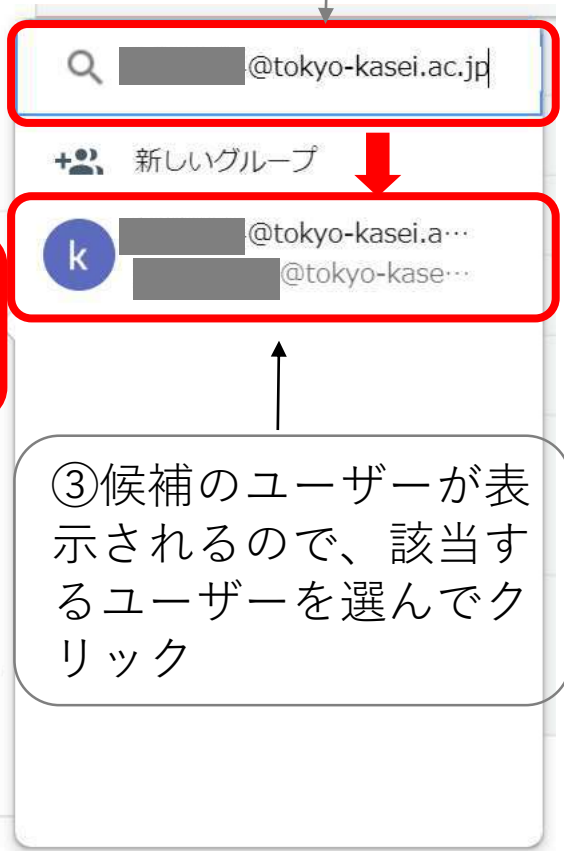 @tokyo-kasei.ac.jp
新しいグループ
k
@tokyo-kasei.a…
@tokyo-kase…
③候補のユーザーが表
示されるので、該当す
るユーザーを選んでク
リック